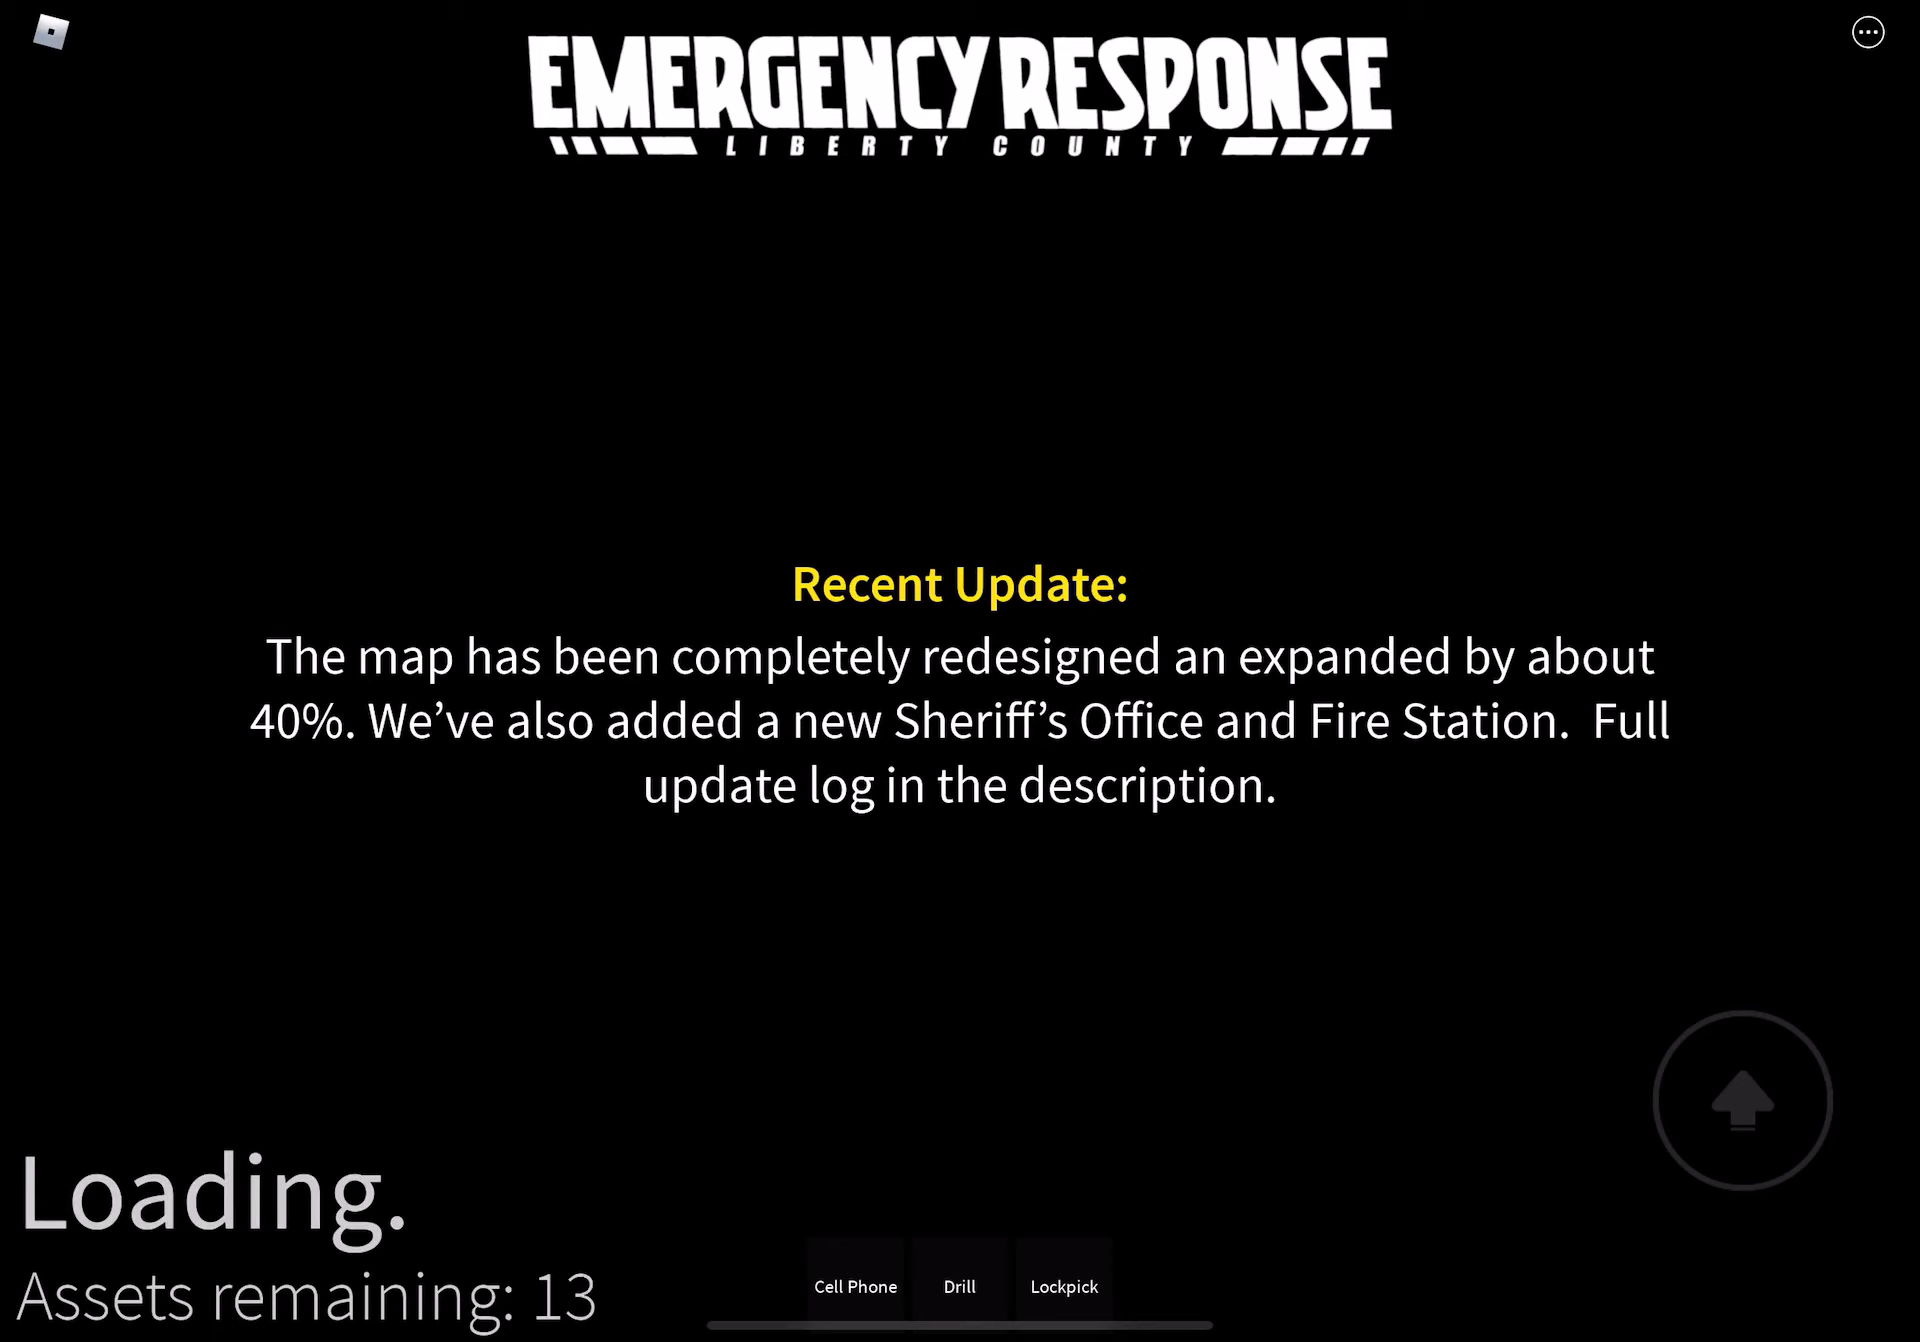 EMERGENCY RESPONSE
LIBERTY COUNTY
Recent Update:
The map has been completely redesigned an expanded by about
40%. We’ve also added a new Sheriff’s Office and Fire Station.  Full
update log in the description.
Loading.
Assets remaining: 13
Cell Phone Drill Lockpick